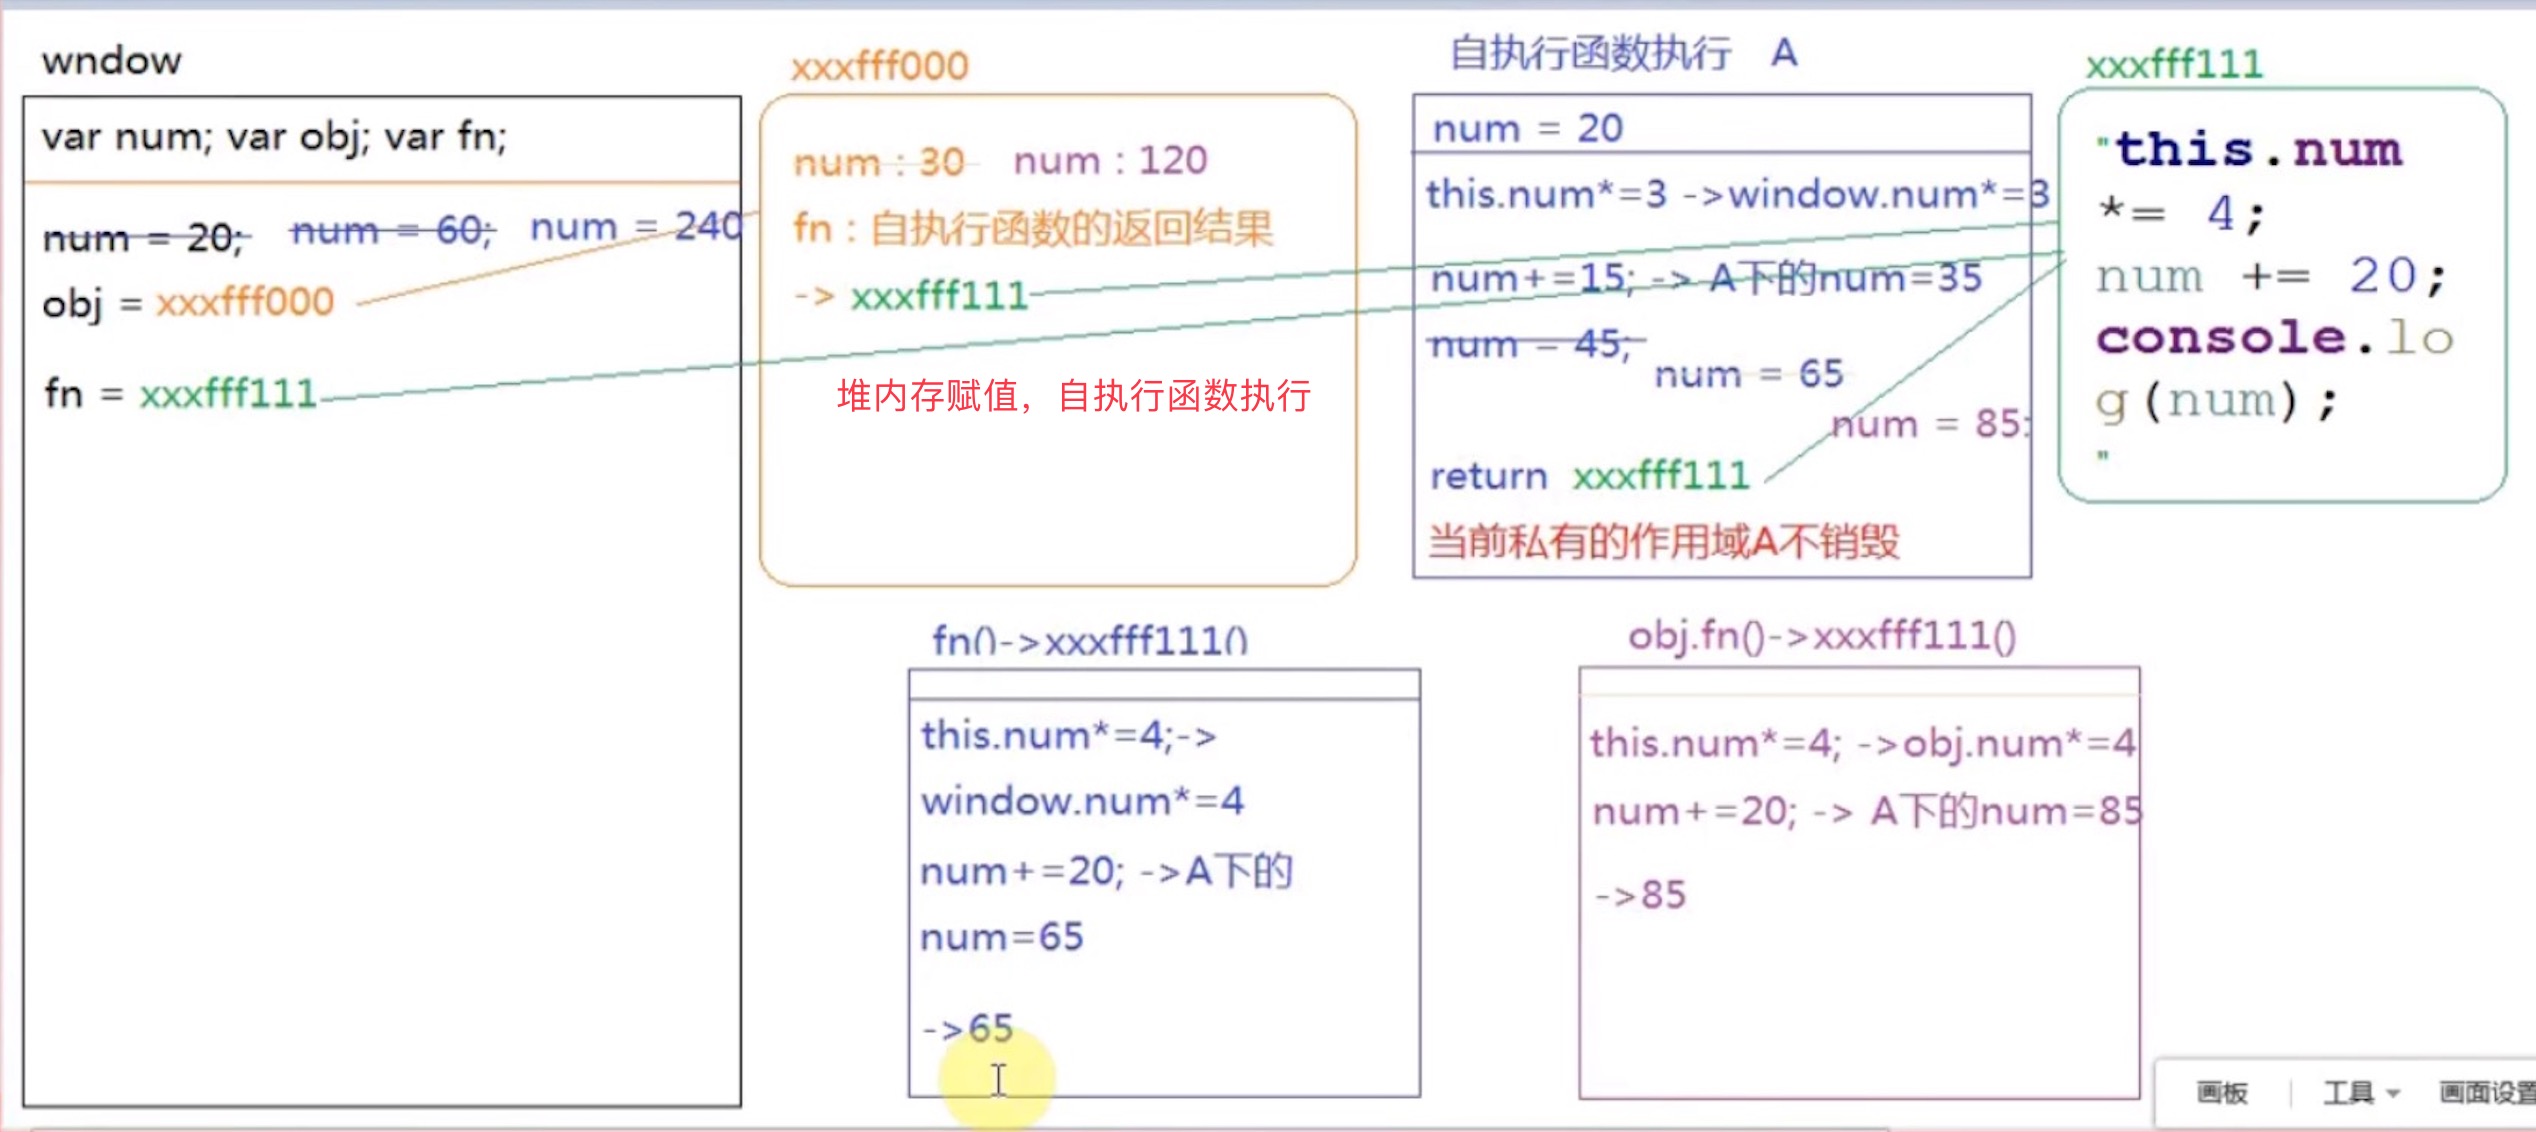 wndow
var num; var obj; var fn;
num = 20; num = 60; num = 240
obj = xxxfff000
fn = xxxfff111
xxxfff000
num : 30 num : 120
fn : 自执行函数的返回结果
-> xxxfff111
堆内存赋值，自执行函数执行
自执行函数执行 A
num = 20
this.num*=3 ->window.num*=3
num+=15; -> A下的num=35
num = 45;
num = 65
num = 85;
return xxxfff111
当前私有的作用域A不销毁
xxxfff111
"this.num
*= 4;
num += 20;
console.lo
g(num);
"
fn()->xxxfff111()
this.num*=4;->
window.num*=4
num+=20; ->A下的
num=65
->65
obj.fn()->xxxfff111()
this.num*=4; ->obj.num*=4
num+=20; -> A下的num=85
->85
画板 工具 画面设置